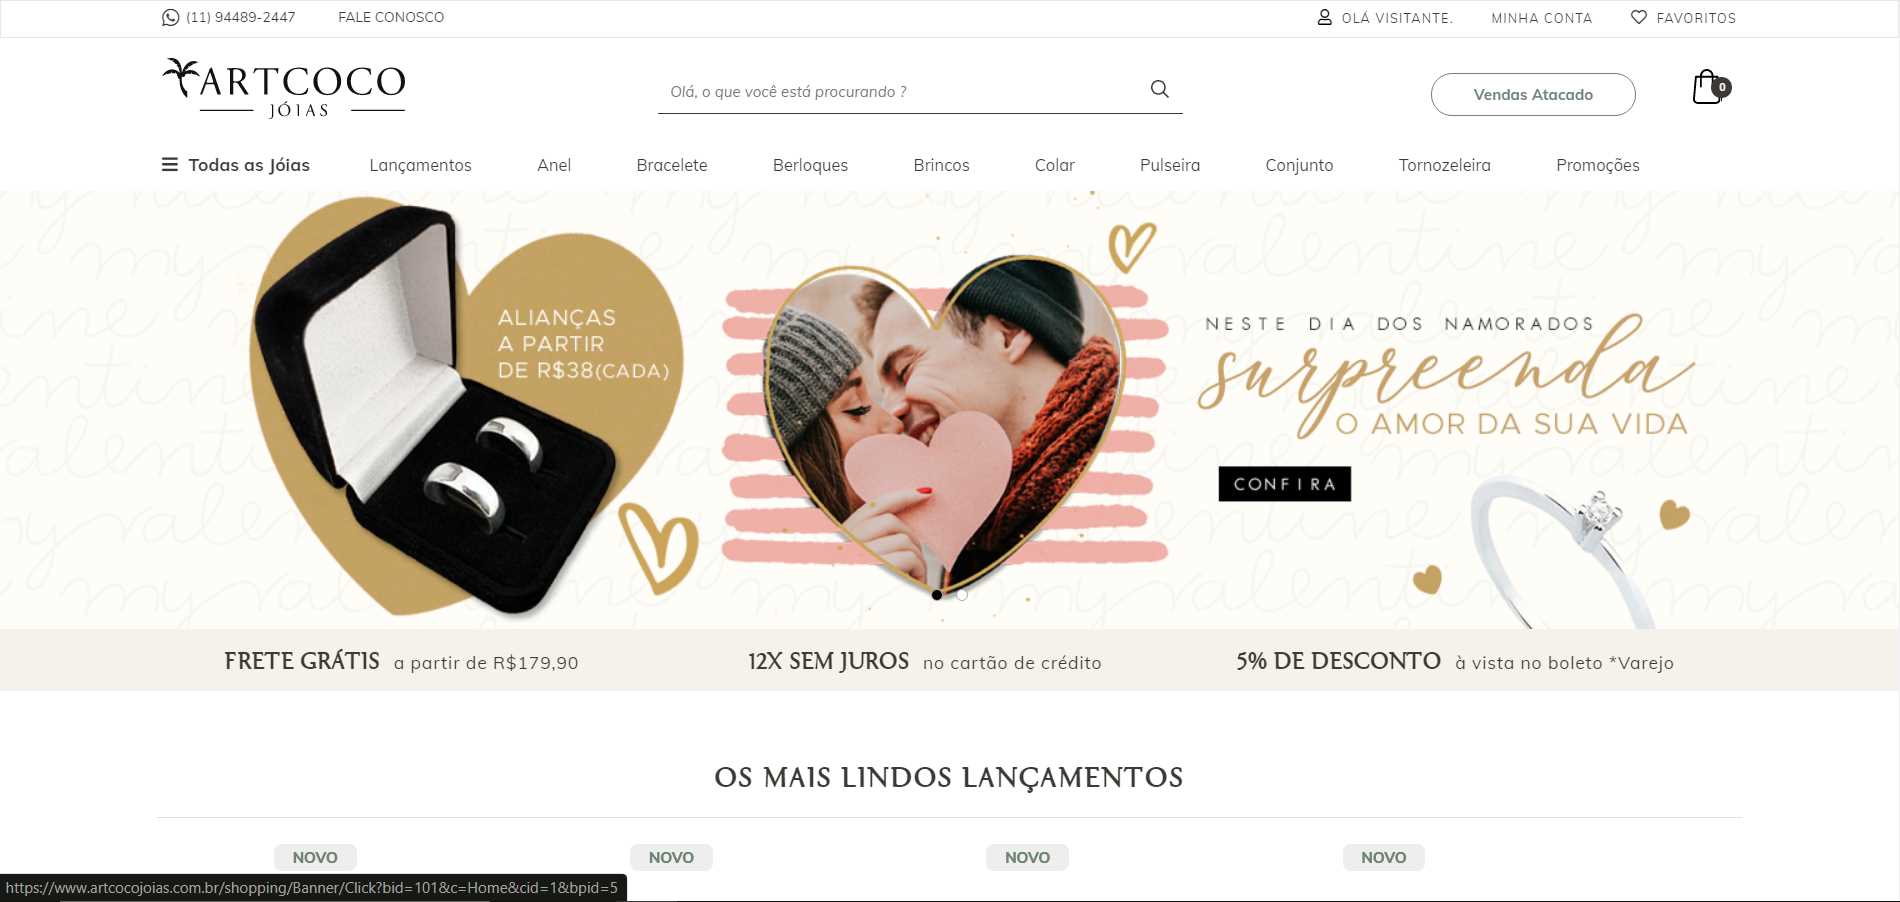 (11) 94489-2447 FALE CONOSCO OLÁ VISITANTE. MINHA CONTA FAVORITOS
ARTCOCO
JÓIAS
Olá, o que você está procurando ?
Vendas Atacado
0
Todas as Jóias Lançamentos Anel Bracelete Berloques Brincos Colar Pulseira Conjunto Tornozeleira Promoções
ALIANÇAS
A PARTIR
DE R$38(CADA)
NESTE DIA DOS NAMORADOS
surpreenda
O AMOR DA SUA VIDA
CONFIRA
my valentine
FRETE GRÁTIS a partir de R$179,90
12X SEM JUROS no cartão de crédito
5% DE DESCONTO à vista no boleto *Varejo
OS MAIS LINDOS LANÇAMENTOS
NOVO NOVO NOVO NOVO
https://www.artcocojoias.com.br/shopping/Banner/Click?bid=101&c=Home&cid=1&bpid=5